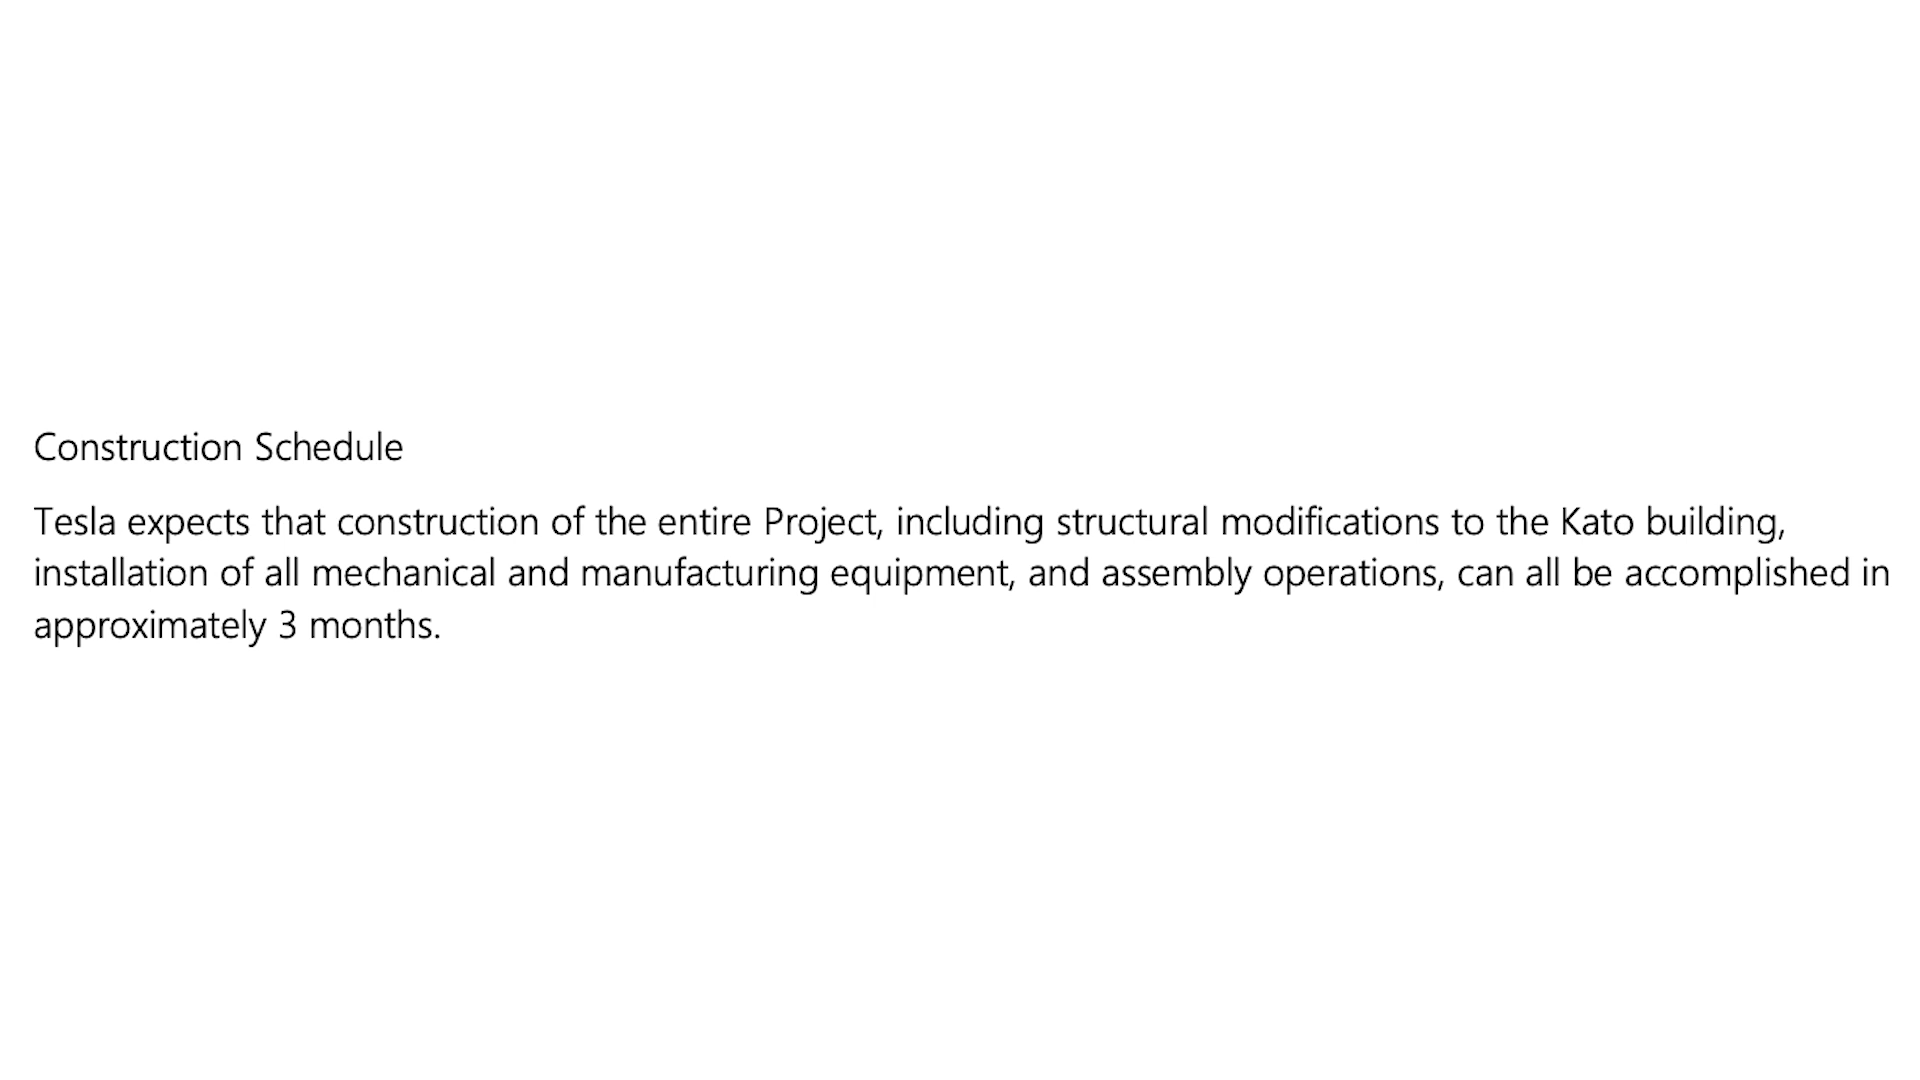 Construction Schedule
Tesla expects that construction of the entire Project, including structural modifications to the Kato building,
installation of all mechanical and manufacturing equipment, and assembly operations, can all be accomplished in
approximately 3 months.